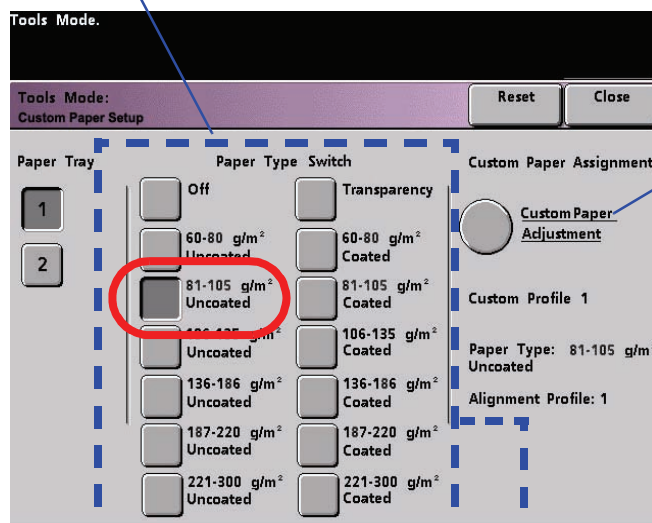 Tools Mode.
Tools Mode:
Custom Paper Setup
Reset
Close
Paper Tray
1
2
Paper Type Switch
Off
Transparency
60-80 g/m²
Uncoated
60-80 g/m²
Coated
81-105 g/m²
Uncoated
81-105 g/m²
Coated
106-135 g/m²
Uncoated
106-135 g/m²
Coated
136-186 g/m²
Uncoated
136-186 g/m²
Coated
187-220 g/m²
Uncoated
187-220 g/m²
Coated
221-300 g/m²
Uncoated
221-300 g/m²
Coated
Custom Paper Assignment
Custom Paper
Adjustment
Custom Profile 1
Paper Type: 81-105 g/m
Uncoated
Alignment Profile: 1